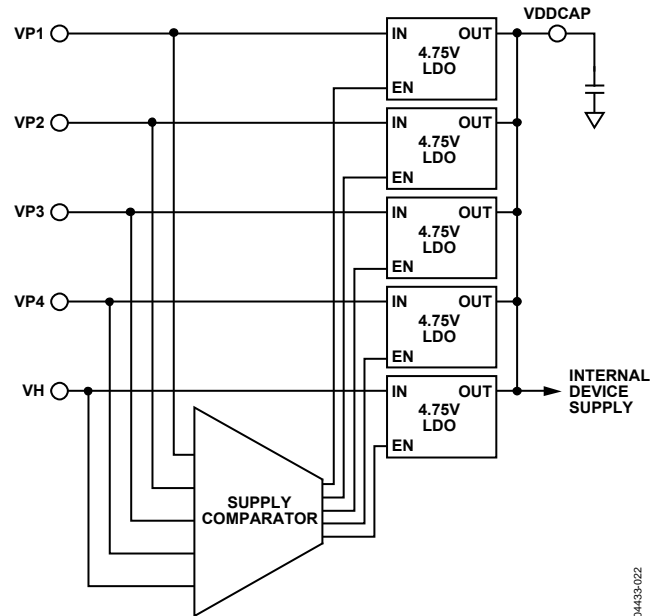 VDDCAP
VP1
IN OUT
4.75V
LDO
EN
VP2
IN OUT
4.75V
LDO
EN
VP3
IN OUT
4.75V
LDO
EN
VP4
IN OUT
4.75V
LDO
EN
VH
IN OUT
4.75V
LDO
EN
INTERNAL
DEVICE
SUPPLY
SUPPLY
COMPARATOR
04433-022